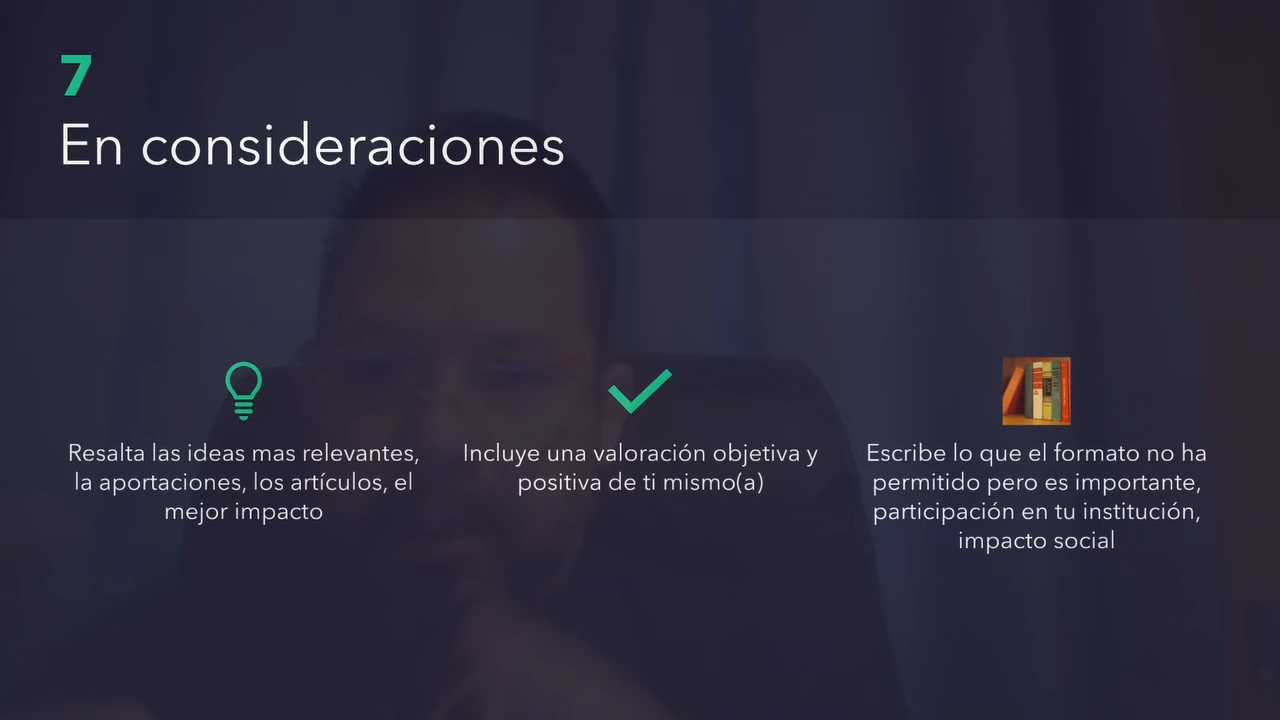 7
En consideraciones
Resalta las ideas mas relevantes,
la aportaciones, los artículos, el
mejor impacto
Incluye una valoración objetiva y
positiva de ti mismo(a)
Escribe lo que el formato no ha
permitido pero es importante,
participación en tu institución,
impacto social